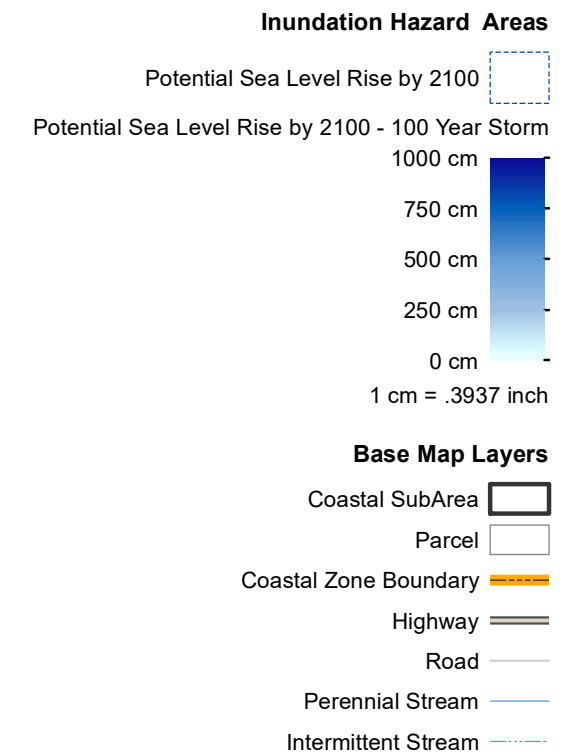 Inundation Hazard Areas
Potential Sea Level Rise by 2100
Potential Sea Level Rise by 2100 - 100 Year Storm
1000 cm
750 cm
500 cm
250 cm
0 cm
1 cm = .3937 inch
Base Map Layers
Coastal SubArea
Parcel
Coastal Zone Boundary
Highway
Road
Perennial Stream
Intermittent Stream